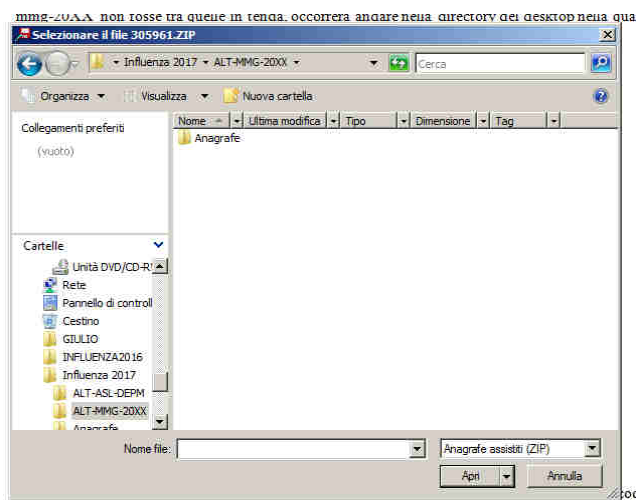 mmg-20XX non fosse tra quelle in tenda, occorrerà andare nella directory del desktop nella qua
Selezionare il file 305961.ZIP
Influenza 2017 ALT-MMG-20XX
Cerca
Organizza Visualizza Nuova cartella
Collegamenti preferiti
(vuoto)
Nome Ultima modifica Tipo Dimensione Tag
Anagrafe
Cartelle
Unità DVD/CD-R
Rete
Pannello di controll
Cestino
GIULIO
INFLUENZA2016
Influenza 2017
ALT-ASL-DEPM
ALT-MMG-20XX
Anagrafe
Nome file:
Anagrafe assistiti (ZIP)
Apri Annulla